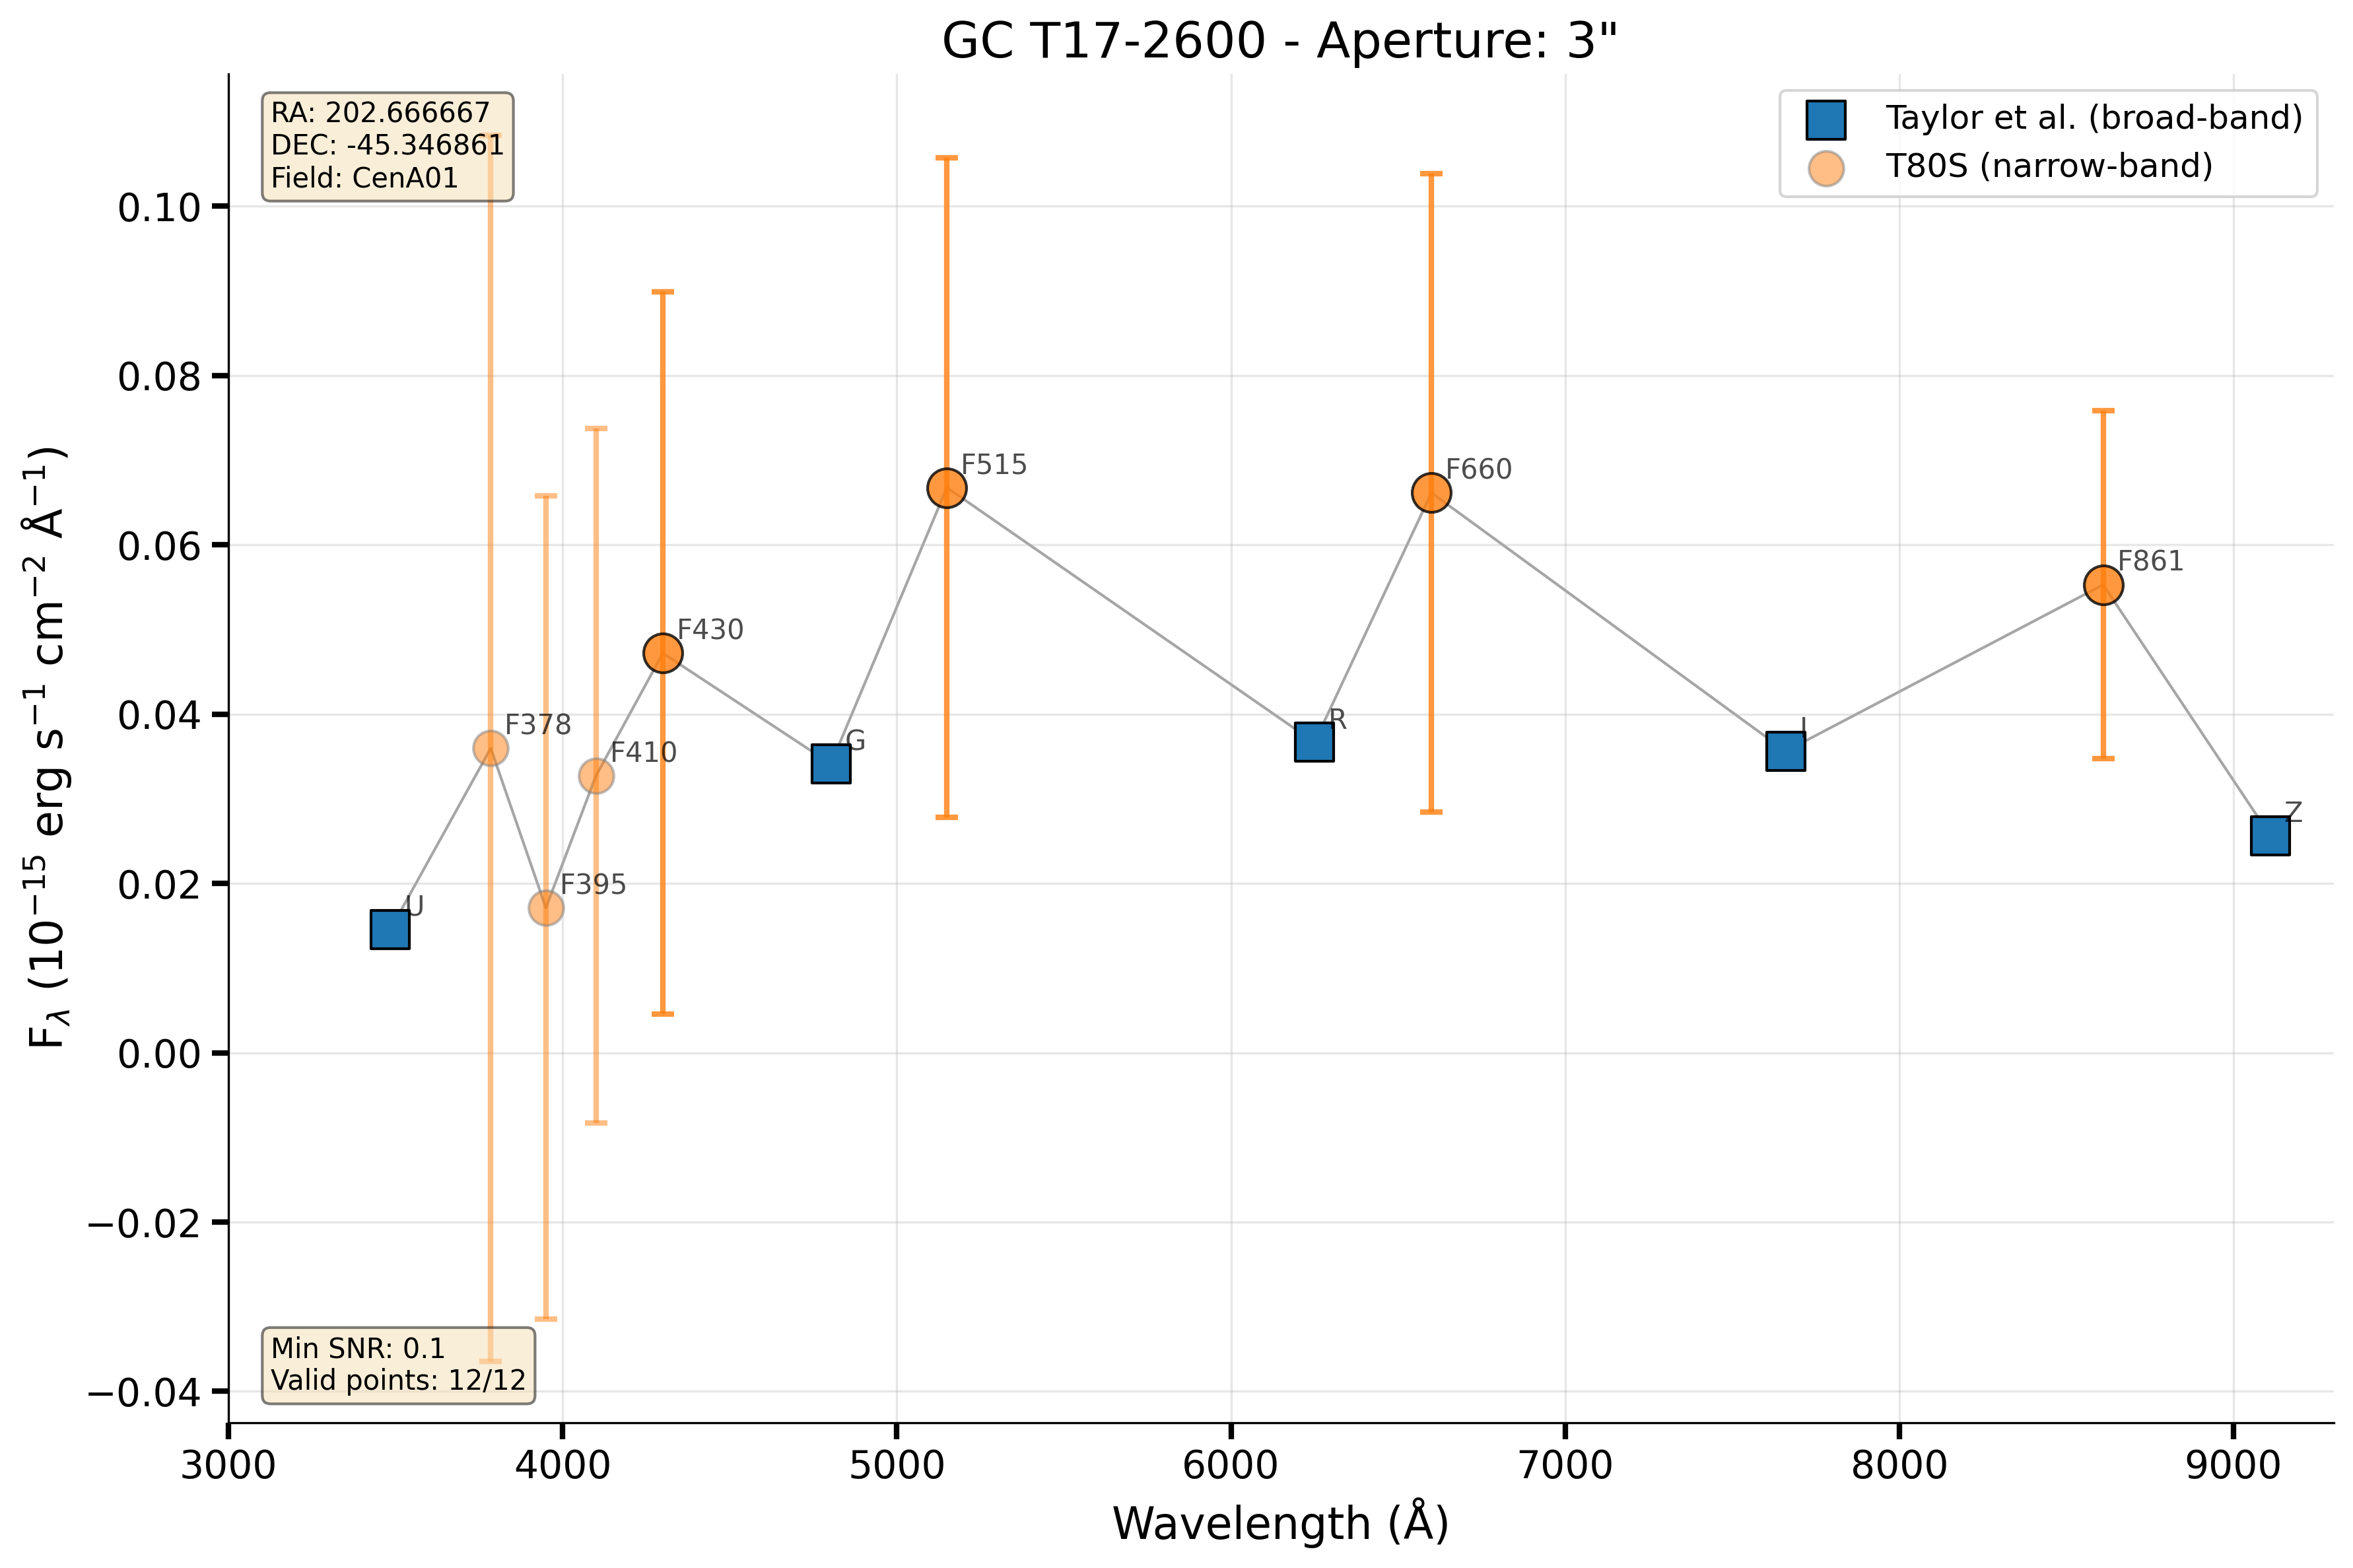 GC T17-2600 - Aperture: 3"
RA: 202.666667
DEC: -45.346861
Field: CenA01
Taylor et al. (broad-band)
T80S (narrow-band)
F_λ (10⁻¹⁵ erg s⁻¹ cm⁻² Å⁻¹)
0.10
0.08
0.06
0.04
0.02
0.00
−0.02
−0.04
U
F378
F395
F410
F430
G
F515
R
F660
I
F861
Z
Min SNR: 0.1
Valid points: 12/12
3000 4000 5000 6000 7000 8000 9000
Wavelength (Å)